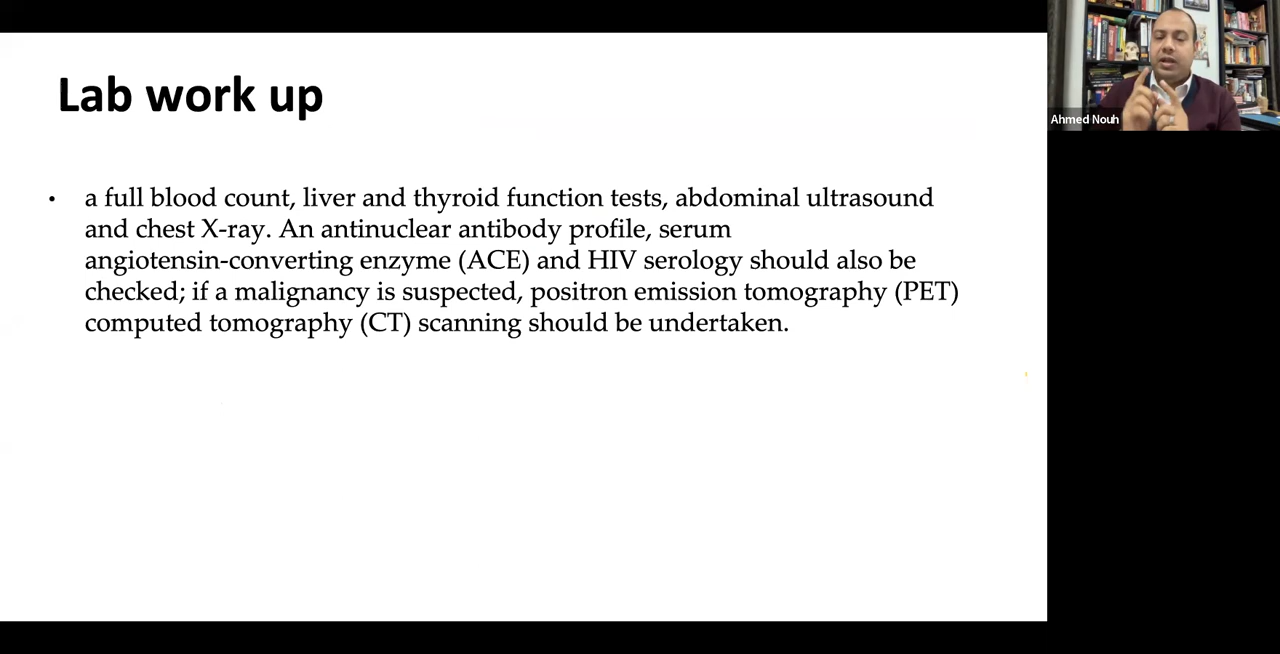 Lab work up
• a full blood count, liver and thyroid function tests, abdominal ultrasound
and chest X-ray. An antinuclear antibody profile, serum
angiotensin-converting enzyme (ACE) and HIV serology should also be
checked; if a malignancy is suspected, positron emission tomography (PET)
computed tomography (CT) scanning should be undertaken.
Ahmed Nouh